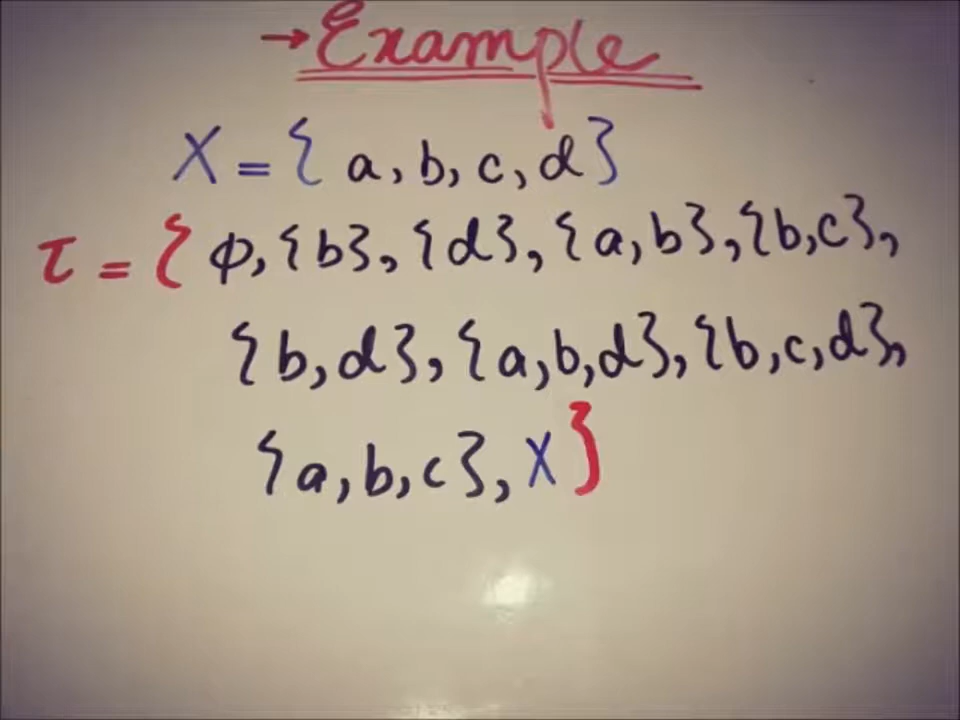 →Example
X = { a, b, c, d }
τ = { φ, {b}, {d}, {a, b}, {b, c},
{b, d}, {a, b, d}, {b, c, d},
{a, b, c}, X }